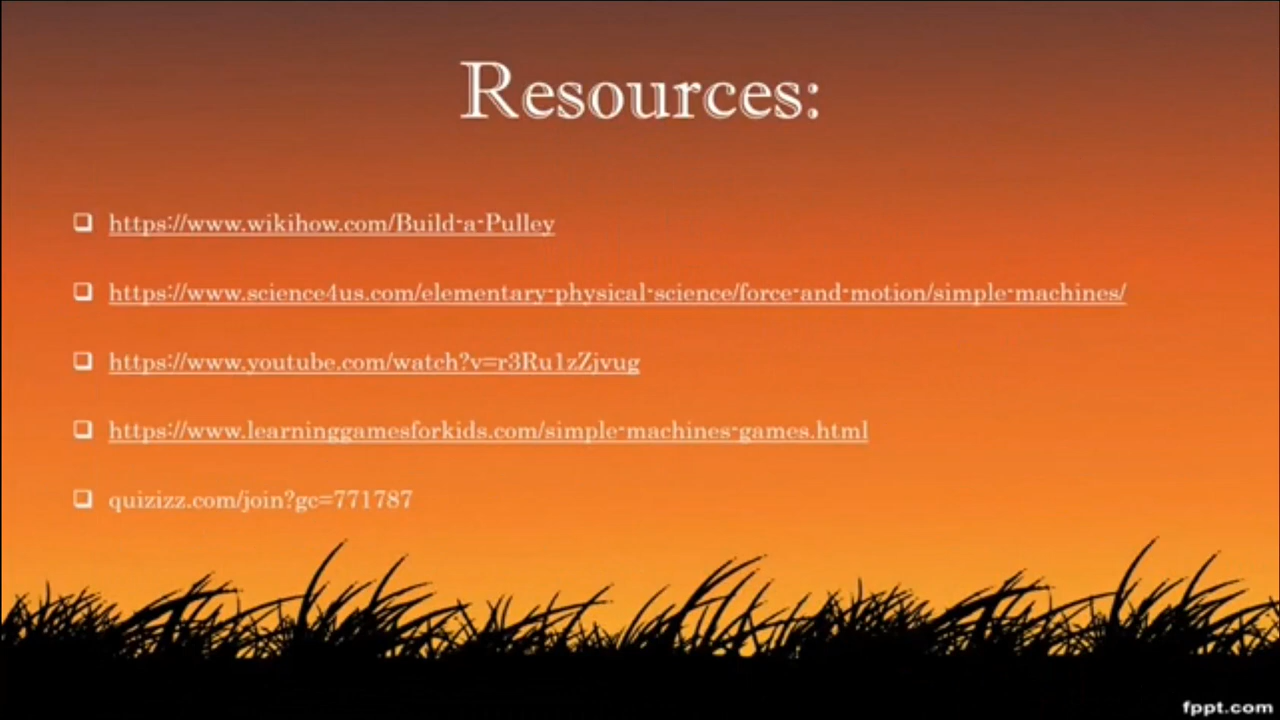 Resources:
https://www.wikihow.com/Build-a-Pulley
https://www.science4us.com/elementary-physical-science/force-and-motion/simple-machines/
https://www.youtube.com/watch?v=r3Ru1zZjvug
https://www.learninggamesforkids.com/simple-machines-games.html
quizizz.com/join?gc=771787
fppt.com